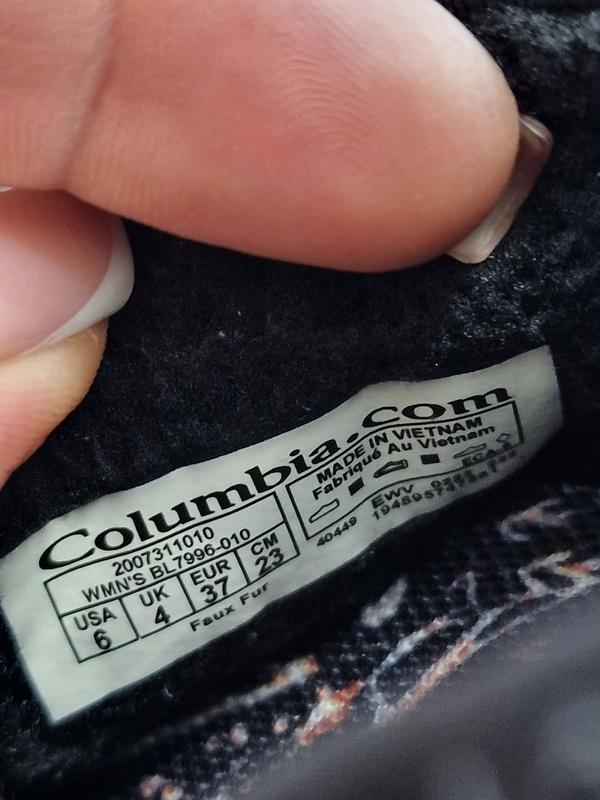 Columbia.com
2007311010
WMN'S BL7996-010
USA UK EUR CM
6 4 37 23
Faux Fur
MADE IN VIETNAM
Fabriqué Au Vietnam
40449 EWV